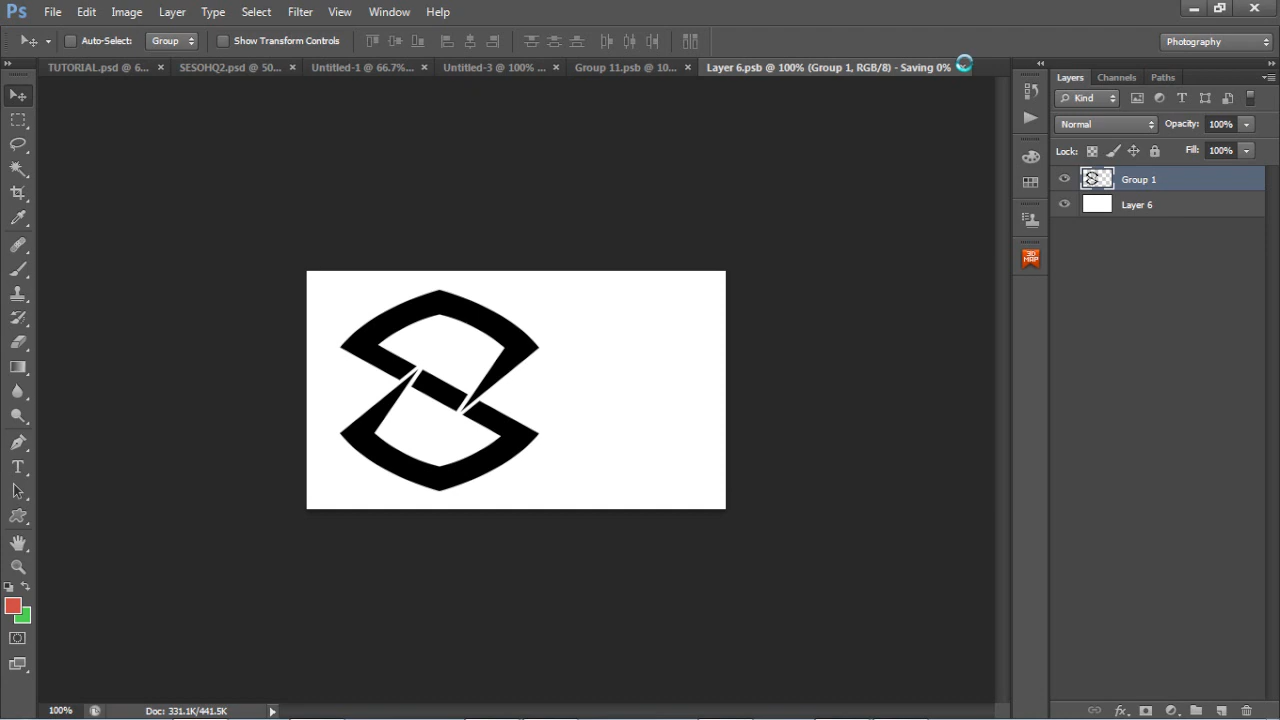 Ps File Edit Image Layer Type Select Filter View Window Help
Auto-Select: Group Show Transform Controls Photography
TUTORIAL.psd @ 6... SESOHQ2.psd @ 50... Untitled-1 @ 66.7%... Untitled-3 @ 100% ... Group 11.psb @ 10... Layer 6.psb @ 100% (Group 1, RGB/8) - Saving 0%
Layers Channels Paths
Kind
Normal Opacity: 100%
Lock: Fill: 100%
Group 1
Layer 6
3D
MAP
T
100% Doc: 331.1K/441.5K